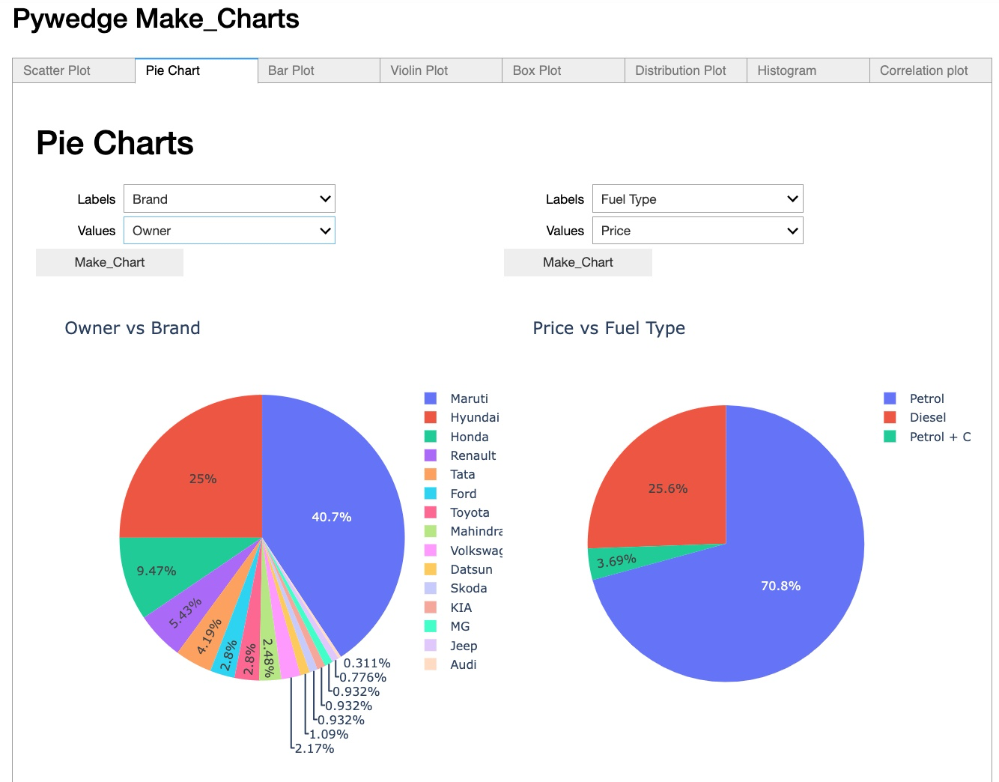 Pywedge Make_Charts
Scatter Plot Pie Chart Bar Plot Violin Plot Box Plot Distribution Plot Histogram Correlation plot
Pie Charts
Labels Brand
Values Owner
Make_Chart
Labels Fuel Type
Values Price
Make_Chart
Owner vs Brand
40.7%
25%
9.47%
5.43%
4.19%
2.8%
2.8%
2.48%
0.311%
0.776%
0.932%
0.932%
0.932%
1.09%
2.17%
Maruti
Hyundai
Honda
Renault
Tata
Ford
Toyota
Mahindra
Volkswag
Datsun
Skoda
KIA
MG
Jeep
Audi
Price vs Fuel Type
25.6%
3.69%
70.8%
Petrol
Diesel
Petrol + C